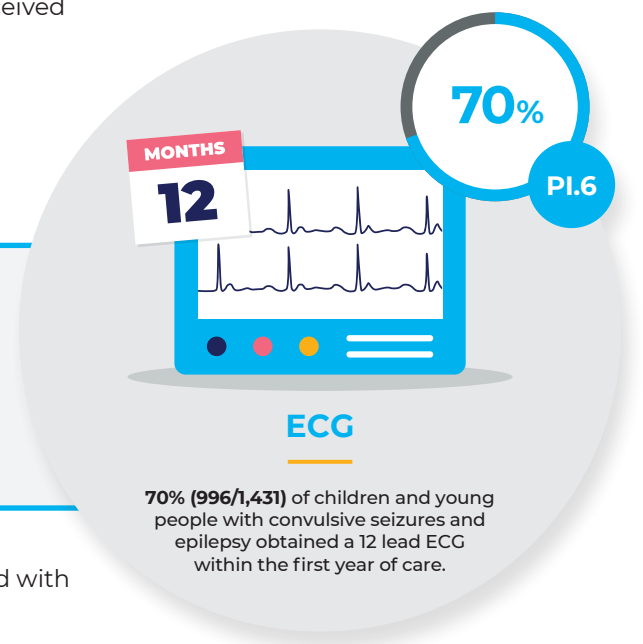 ceived
70%
PI.6
MONTHS
12
ECG
70% (996/1,431) of children and young
people with convulsive seizures and
epilepsy obtained a 12 lead ECG
within the first year of care.
d with